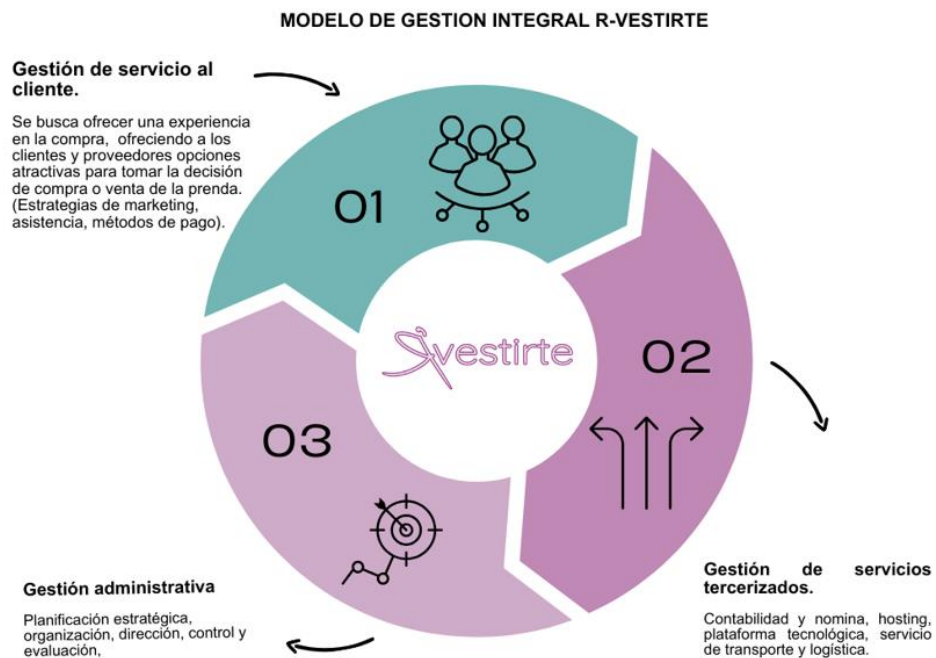 MODELO DE GESTION INTEGRAL R-VESTIRTE
Gestión de servicio al
cliente.
Se busca ofrecer una experiencia
en la compra, ofreciendo a los
clientes y proveedores opciones
atractivas para tomar la decisión
de compra o venta de la prenda.
(Estrategias de marketing,
asistencia, métodos de pago).
01
Rvestirte
02
03
Gestión administrativa
Planificación estratégica,
organización, dirección, control y
evaluación,
Gestión de servicios
tercerizados.
Contabilidad y nomina, hosting,
plataforma tecnológica, servicio
de transporte y logística.